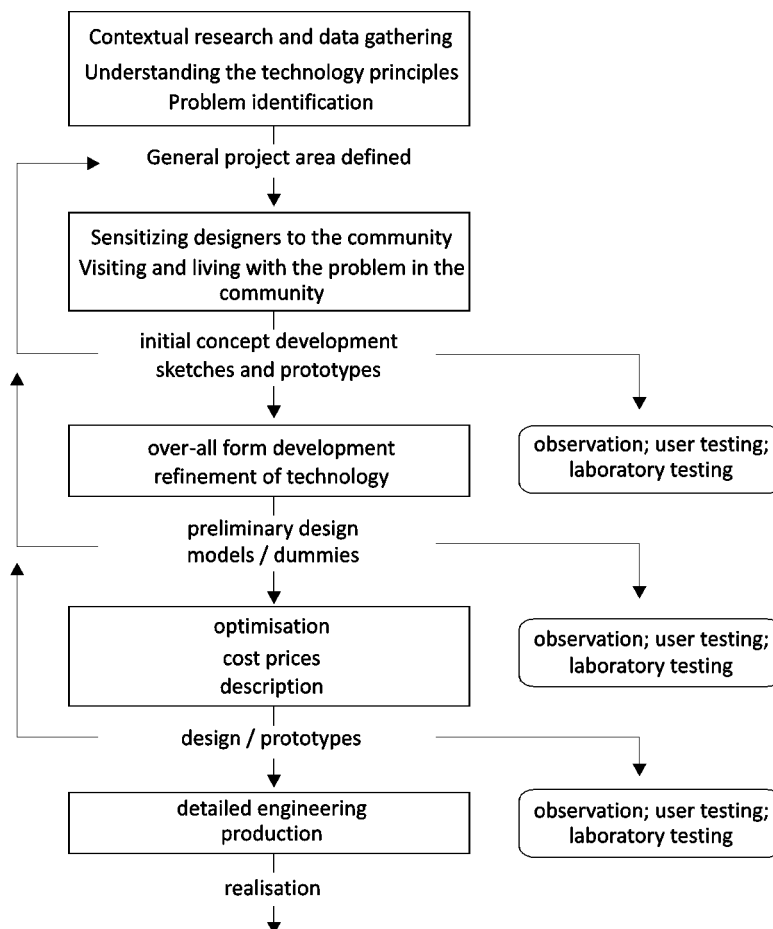 Contextual research and data gathering
Understanding the technology principles
Problem identification
General project area defined
Sensitizing designers to the community
Visiting and living with the problem in the
community
initial concept development
sketches and prototypes
over-all form development
refinement of technology
observation; user testing;
laboratory testing
preliminary design
models / dummies
optimisation
cost prices
description
observation; user testing;
laboratory testing
design / prototypes
detailed engineering
production
observation; user testing;
laboratory testing
realisation